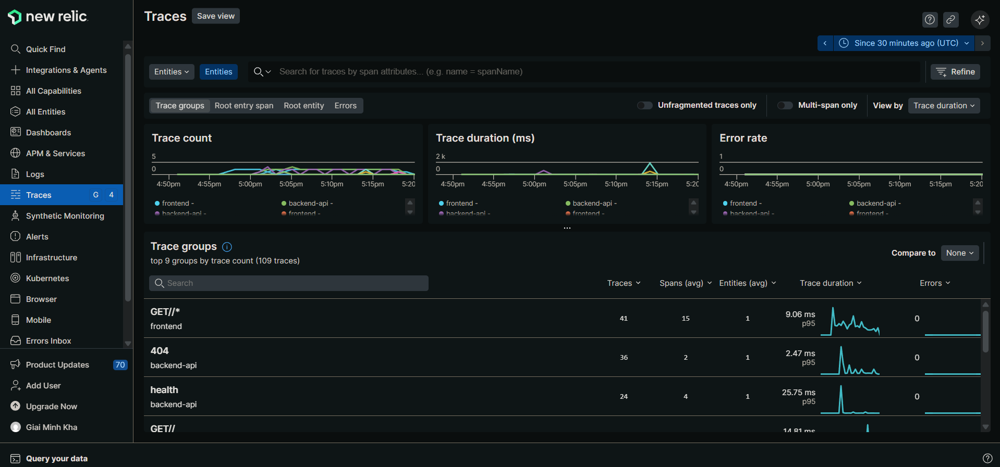 new relic
Traces
Save view
Since 30 minutes ago (UTC)
Quick Find
Integrations & Agents
All Capabilities
All Entities
Dashboards
APM & Services
Logs
Traces G 4
Synthetic Monitoring
Alerts
Infrastructure
Kubernetes
Browser
Mobile
Errors Inbox
Product Updates 70
Add User
Upgrade Now
Giai Minh Kha
Query your data
Entities
Entities
Search for traces by span attributes... (e.g. name = spanName)
Refine
Trace groups Root entry span Root entity Errors
Unfragmented traces only
Multi-span only
View by Trace duration
Trace count
5
0
4:50pm 4:55pm 5:00pm 5:05pm 5:10pm 5:15pm 5:20
frontend - backend-api -
backend-api - frontend -
Trace duration (ms)
2 k
0
4:50pm 4:55pm 5:00pm 5:05pm 5:10pm 5:15pm 5:20
frontend - backend-api -
backend-api - frontend -
Error rate
1
0
4:50pm 4:55pm 5:00pm 5:05pm 5:10pm 5:15pm 5:20
frontend - backend-api -
backend-api - frontend -
...
Trace groups
top 9 groups by trace count (109 traces)
Compare to None
Search
Traces Spans (avg) Entities (avg) Trace duration Errors
GET//*
frontend
41 15 1 9.06 ms 0
p95
404
backend-api
36 2 1 2.47 ms 0
p95
health
backend-api
24 4 1 25.75 ms 0
p95
GET//
14.81 ms